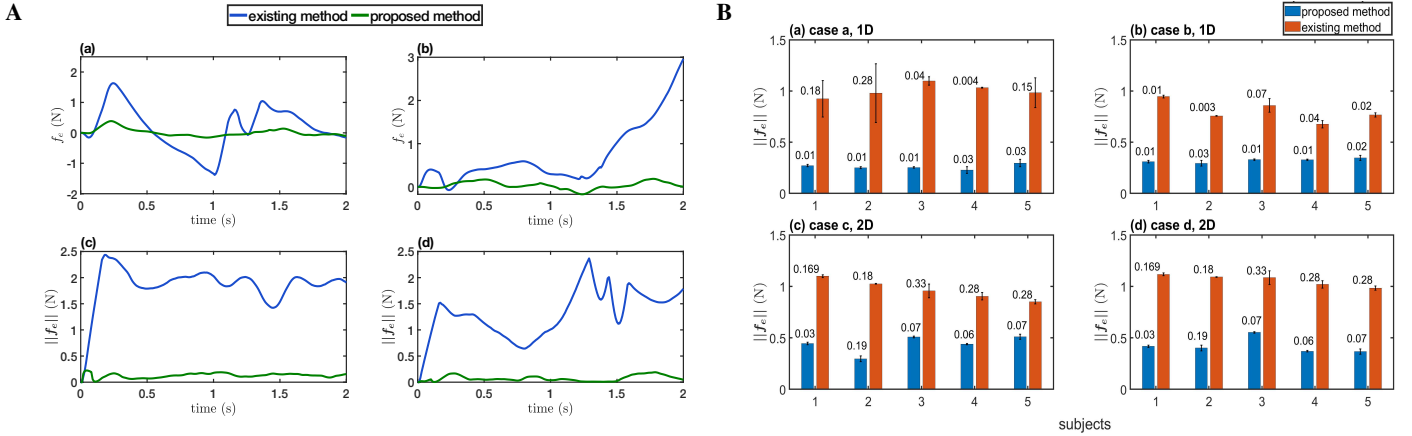 A
existing method proposed method
(a)
f_e (N)
2
1
0
-1
-2
0 0.5 1 1.5 2
time (s)
(b)
f_e (N)
3
2
1
0
0 0.5 1 1.5 2
time (s)
(c)
||f_e|| (N)
2.5
2
1.5
1
0.5
0
0 0.5 1 1.5 2
time (s)
(d)
||f_e|| (N)
2.5
2
1.5
1
0.5
0
0 0.5 1 1.5 2
time (s)
B
proposed method
existing method
(a) case a, 1D
||f_e|| (N)
1.5
1
0.5
0
0.18 0.28 0.04 0.004 0.15
0.01 0.01 0.01 0.03 0.03
1 2 3 4 5
(b) case b, 1D
||f_e|| (N)
1.5
1
0.5
0
0.01 0.003 0.07 0.04 0.02
0.01 0.03 0.01 0.01 0.02
1 2 3 4 5
(c) case c, 2D
||f_e|| (N)
1.5
1
0.5
0
0.169 0.18 0.33 0.28 0.28
0.03 0.19 0.07 0.06 0.07
1 2 3 4 5
(d) case d, 2D
||f_e|| (N)
1.5
1
0.5
0
0.169 0.18 0.33 0.28 0.28
0.03 0.19 0.07 0.06 0.07
1 2 3 4 5
subjects